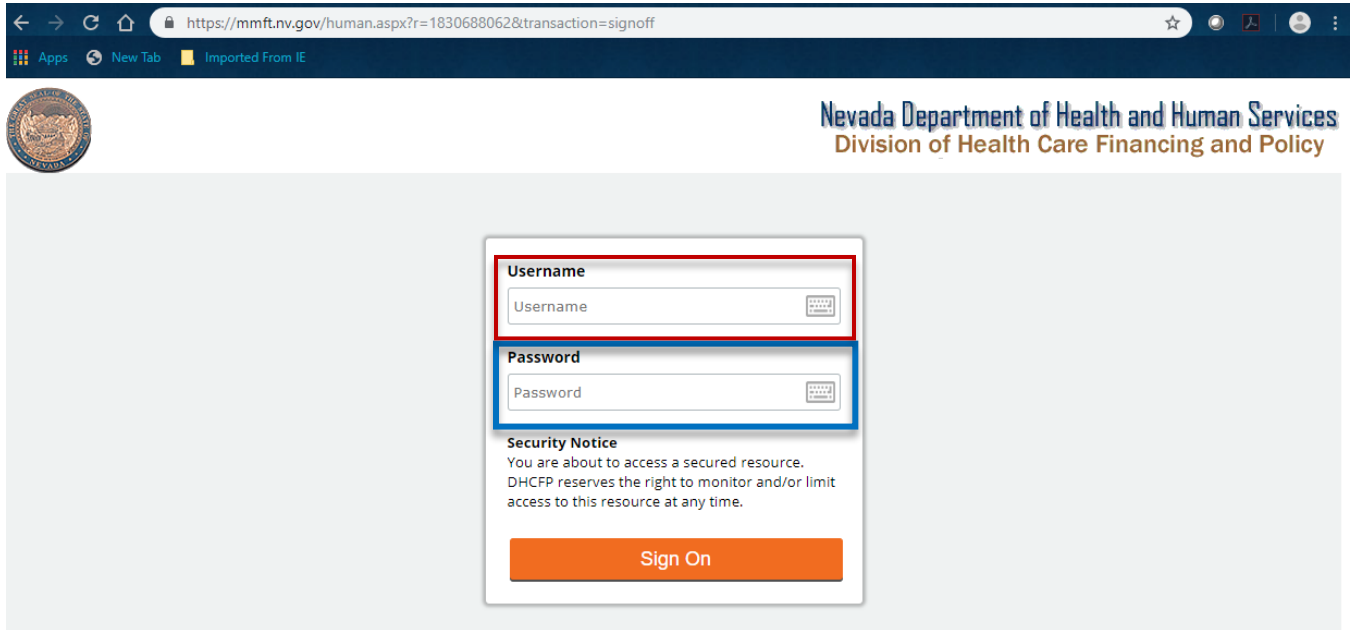 https://mmft.nv.gov/human.aspx?r=1830688062&transaction=signoff
Apps New Tab Imported From IE
Nevada Department of Health and Human Services
Division of Health Care Financing and Policy
NEVADA
Username
Username
Password
Password
Security Notice
You are about to access a secured resource.
DHCFP reserves the right to monitor and/or limit
access to this resource at any time.
Sign On